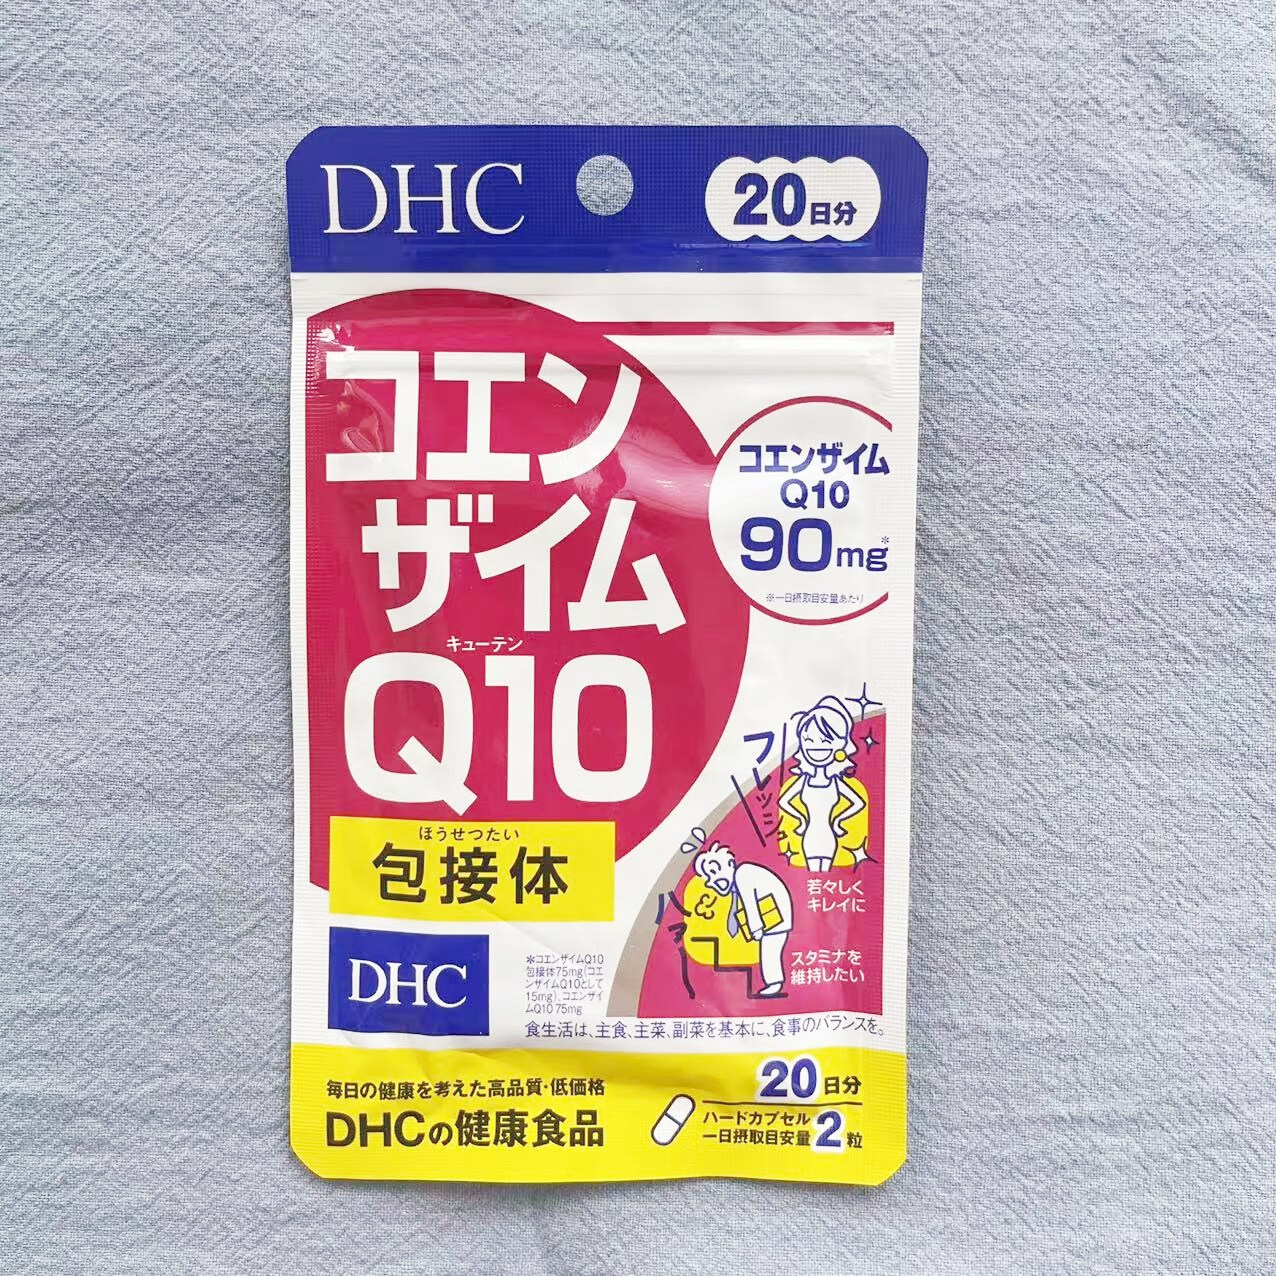 DHC
20日分
コエン
ザイム
キューテン
Q10
ほうせつたい
包接体
コエンザイム
Q10
90mg*
※一日摂取目安量あたり
フレッシュ
若々しく
キレイに
ハァー
スタミナを
維持したい
DHC
*コエンザイムQ10
包接体75mg(コエ
ンザイムQ10として
15mg)、コエンザイ
ムQ10 75mg
食生活は、主食、主菜、副菜を基本に、食事のバランスを。
毎日の健康を考えた高品質・低価格
DHCの健康食品
20日分
ハードカプセル
一日摂取目安量2粒